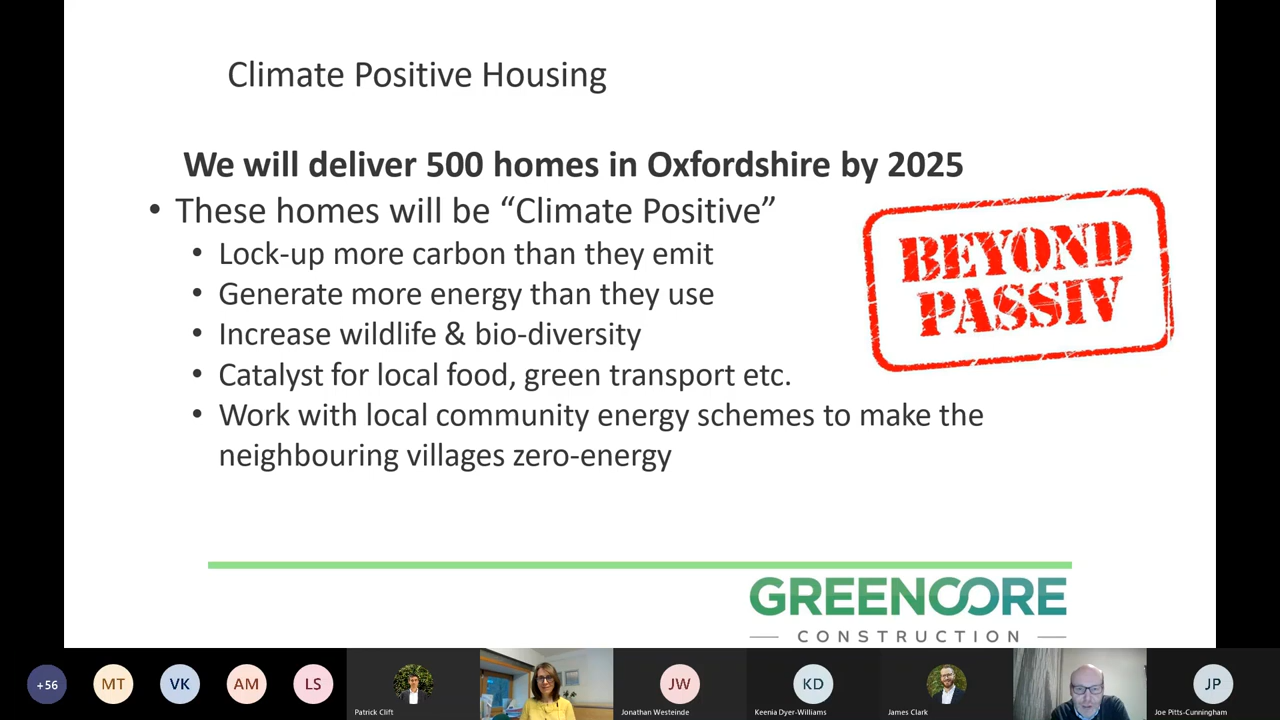 Climate Positive Housing
We will deliver 500 homes in Oxfordshire by 2025
• These homes will be “Climate Positive”
• Lock-up more carbon than they emit
• Generate more energy than they use
• Increase wildlife & bio-diversity
• Catalyst for local food, green transport etc.
• Work with local community energy schemes to make the
neighbouring villages zero-energy
BEYOND
PASSIV
GREENCORE
CONSTRUCTION
+56
MT
VK
AM
LS
Patrick Clift
JW
Jonathan Westeinde
KD
Keenia Dyer-Williams
James Clark
JP
Joe Pitts-Cunningham